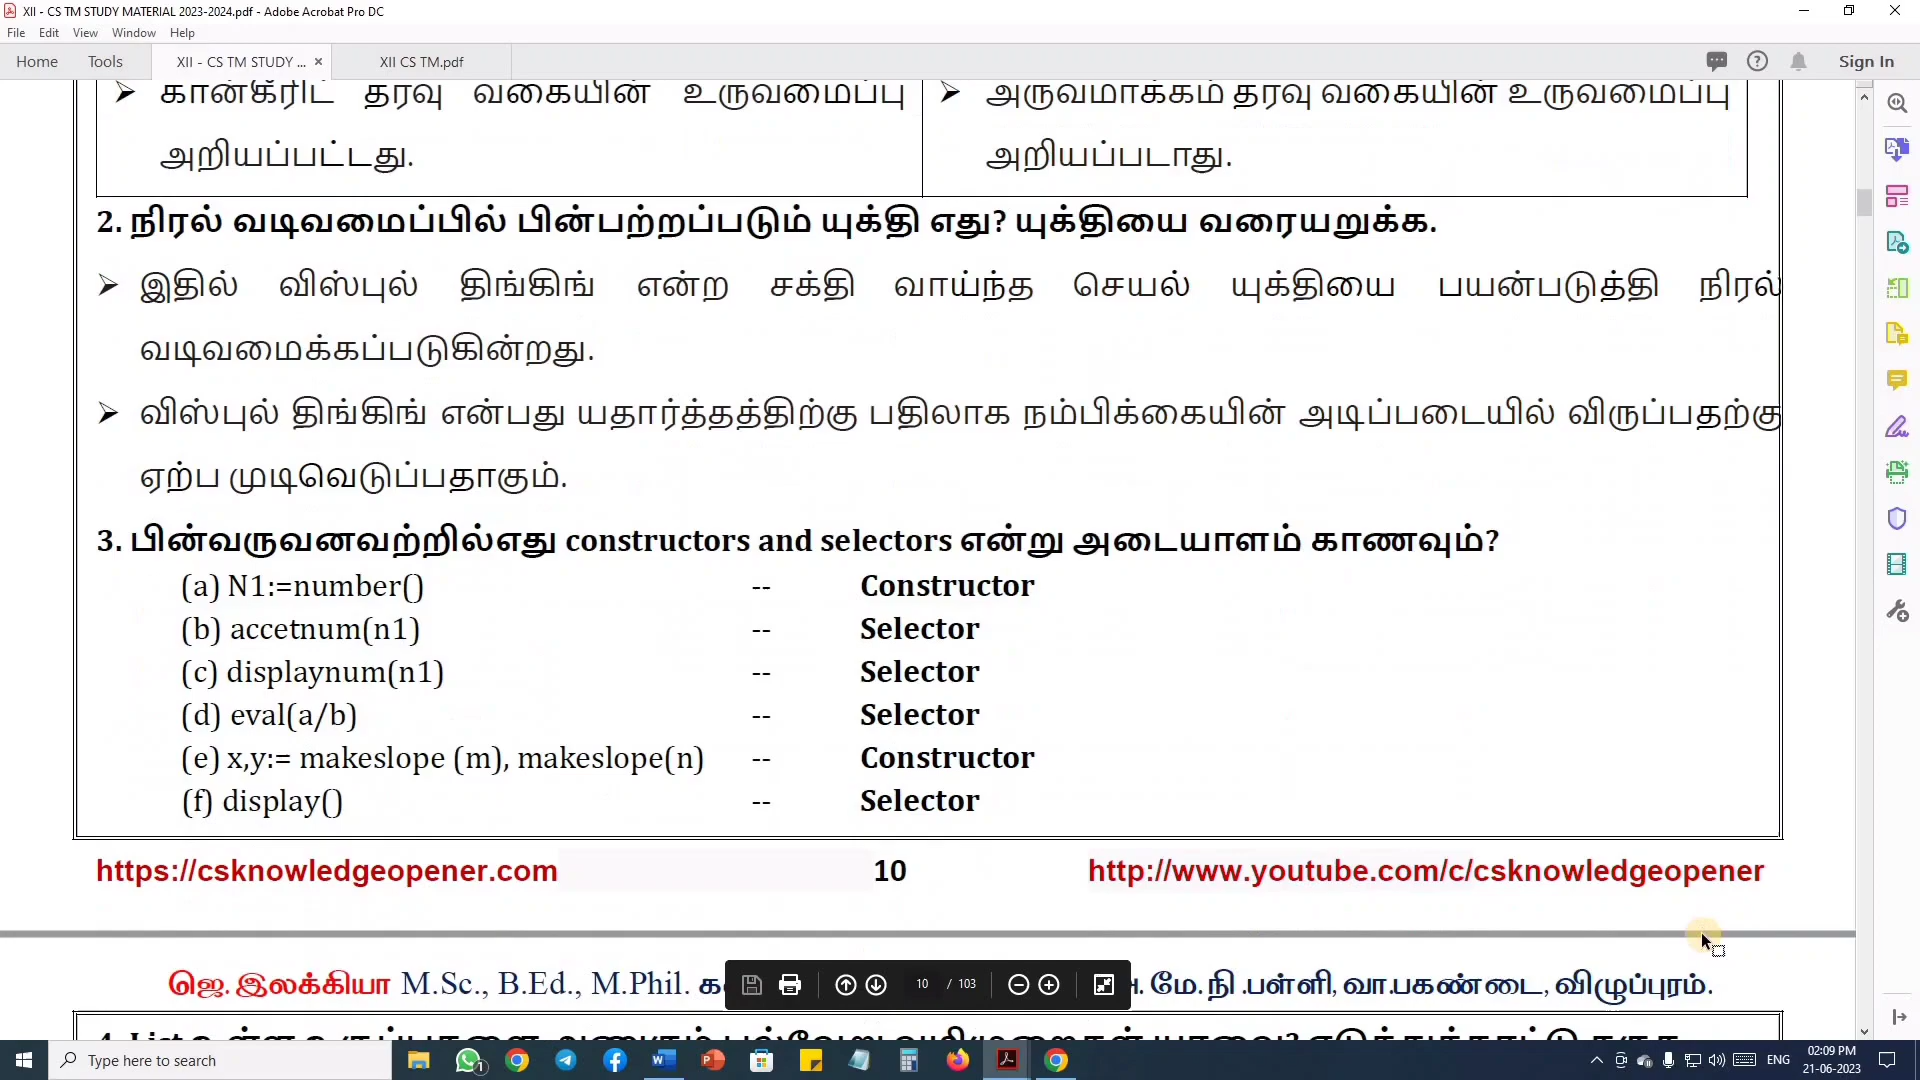 XII - CS TM STUDY MATERIAL 2023-2024.pdf - Adobe Acrobat Pro DC
File Edit View Window Help
Home Tools XII - CS TM STUDY ... × XII CS TM.pdf Sign In
கான்கிரிட் தரவு வகையின் உருவமைப்பு
அறியப்பட்டது.
அருவமாக்கம் தரவு வகையின் உருவமைப்பு
அறியப்படாது.
2. நிரல் வடிவமைப்பில் பின்பற்றப்படும் யுக்தி எது? யுக்தியை வரையறுக்க.
➢ இதில் விஸ்புல் திங்கிங் என்ற சக்தி வாய்ந்த செயல் யுக்தியை பயன்படுத்தி நிரல்
வடிவமைக்கப்படுகின்றது.
➢ விஸ்புல் திங்கிங் என்பது யதார்த்தத்திற்கு பதிலாக நம்பிக்கையின் அடிப்படையில் விருப்பதற்கு
ஏற்ப முடிவெடுப்பதாகும்.
3. பின்வருவனவற்றில்எது constructors and selectors என்று அடையாளம் காணவும்?
(a) N1:=number() -- Constructor
(b) accetnum(n1) -- Selector
(c) displaynum(n1) -- Selector
(d) eval(a/b) -- Selector
(e) x,y:= makeslope (m), makeslope(n) -- Constructor
(f) display() -- Selector
https://csknowledgeopener.com 10 http://www.youtube.com/c/csknowledgeopener
ஜெ. இலக்கியா M.Sc., B.Ed., M.Phil. மே.நி .பள்ளி, வா.பகண்டை, விழுப்புரம்.
10 / 103
Type here to search
ENG 02:09 PM
21-06-2023